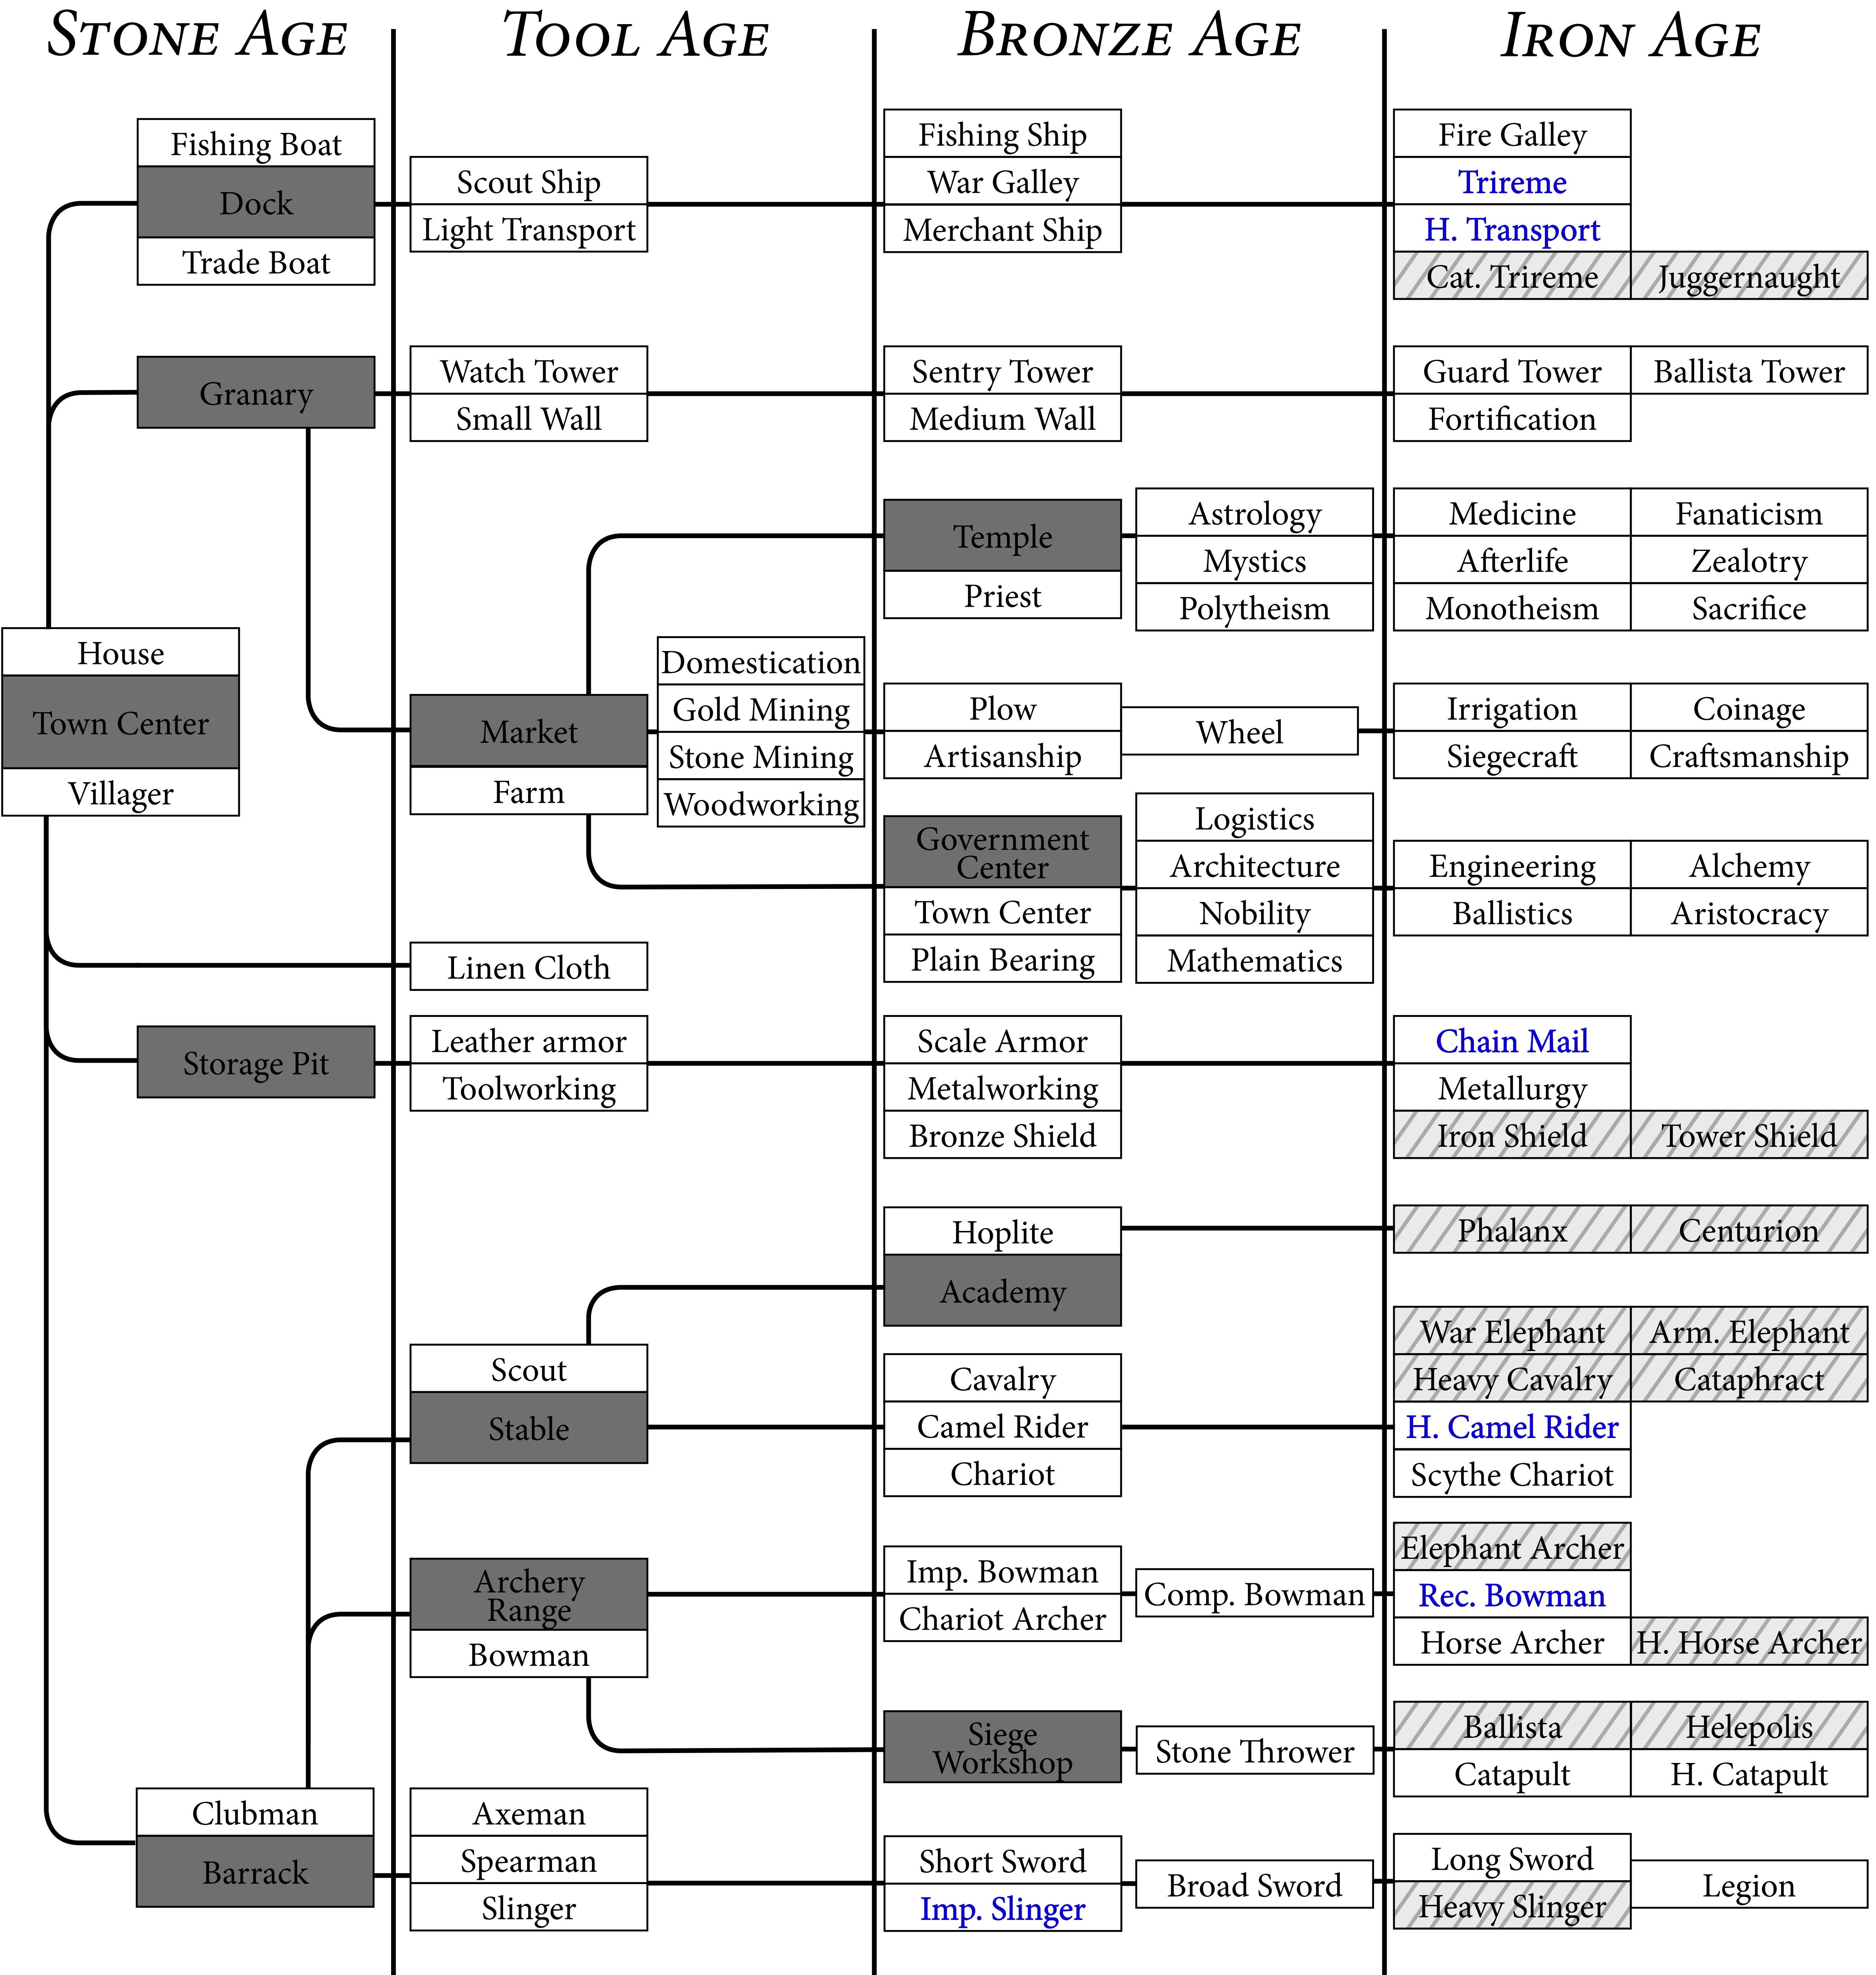 STONE AGE
TOOL AGE
BRONZE AGE
IRON AGE
Fishing Boat
Dock
Trade Boat
Scout Ship
Light Transport
Fishing Ship
War Galley
Merchant Ship
Fire Galley
Trireme
H. Transport
Cat. Trireme
Juggernaught
Granary
Watch Tower
Small Wall
Sentry Tower
Medium Wall
Guard Tower
Ballista Tower
Fortification
Temple
Priest
Astrology
Mystics
Polytheism
Medicine
Fanaticism
Afterlife
Zealotry
Monotheism
Sacrifice
House
Town Center
Villager
Market
Farm
Domestication
Gold Mining
Stone Mining
Woodworking
Plow
Artisanship
Wheel
Irrigation
Coinage
Siegecraft
Craftsmanship
Government
Center
Town Center
Plain Bearing
Logistics
Architecture
Nobility
Mathematics
Engineering
Alchemy
Ballistics
Aristocracy
Linen Cloth
Storage Pit
Leather armor
Toolworking
Scale Armor
Metalworking
Bronze Shield
Chain Mail
Metallurgy
Iron Shield
Tower Shield
Hoplite
Academy
Phalanx
Centurion
Scout
Stable
Cavalry
Camel Rider
Chariot
War Elephant
Arm. Elephant
Heavy Cavalry
Cataphract
H. Camel Rider
Scythe Chariot
Archery
Range
Bowman
Imp. Bowman
Chariot Archer
Comp. Bowman
Elephant Archer
Rec. Bowman
Horse Archer
H. Horse Archer
Siege
Workshop
Stone Thrower
Ballista
Helepolis
Catapult
H. Catapult
Clubman
Barrack
Axeman
Spearman
Slinger
Short Sword
Imp. Slinger
Broad Sword
Long Sword
Heavy Slinger
Legion